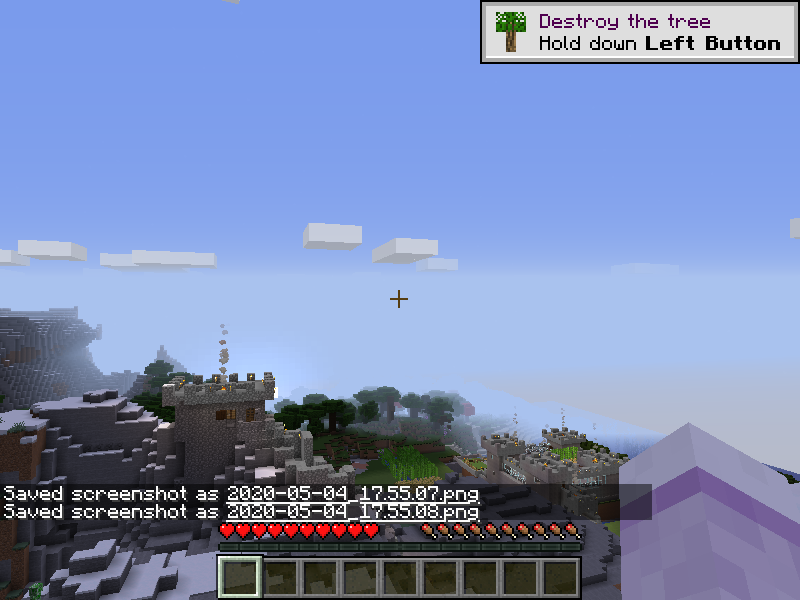 Destroy the tree
Hold down Left Button
Saved screenshot as 2020-05-04_17.55.07.png
Saved screenshot as 2020-05-04_17.55.08.png